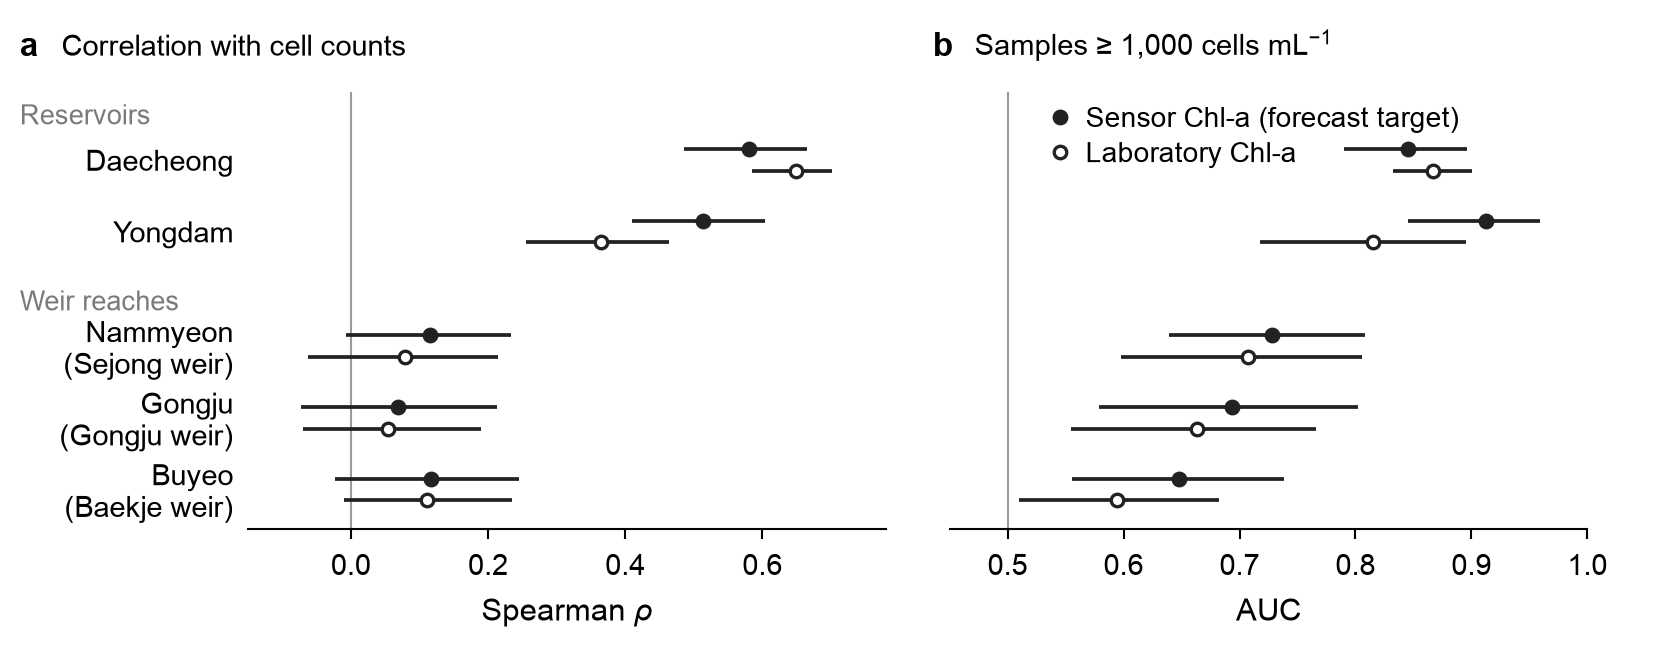 a Correlation with cell counts
Reservoirs
Daecheong
Yongdam
Weir reaches
Nammyeon
(Sejong weir)
Gongju
(Gongju weir)
Buyeo
(Baekje weir)
0.0 0.2 0.4 0.6
Spearman ρ
b Samples ≥ 1,000 cells mL⁻¹
Sensor Chl-a (forecast target)
Laboratory Chl-a
0.5 0.6 0.7 0.8 0.9 1.0
AUC